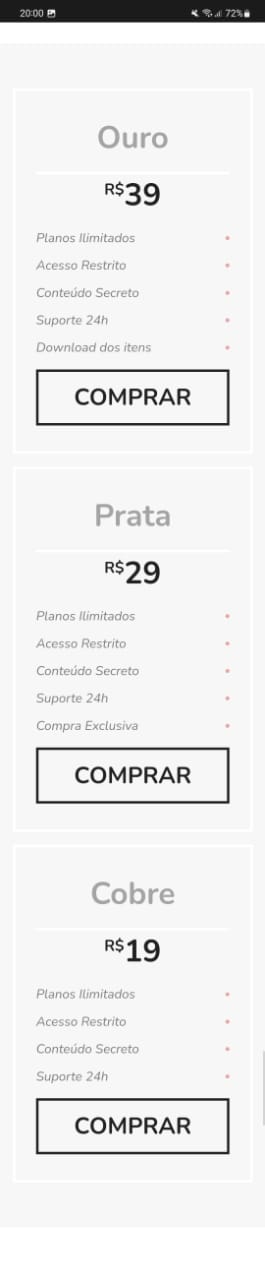 20:00 72%
Ouro
R$39
Planos Ilimitados
Acesso Restrito
Conteúdo Secreto
Suporte 24h
Download dos itens
COMPRAR
Prata
R$29
Planos Ilimitados
Acesso Restrito
Conteúdo Secreto
Suporte 24h
Compra Exclusiva
COMPRAR
Cobre
R$19
Planos Ilimitados
Acesso Restrito
Conteúdo Secreto
Suporte 24h
COMPRAR